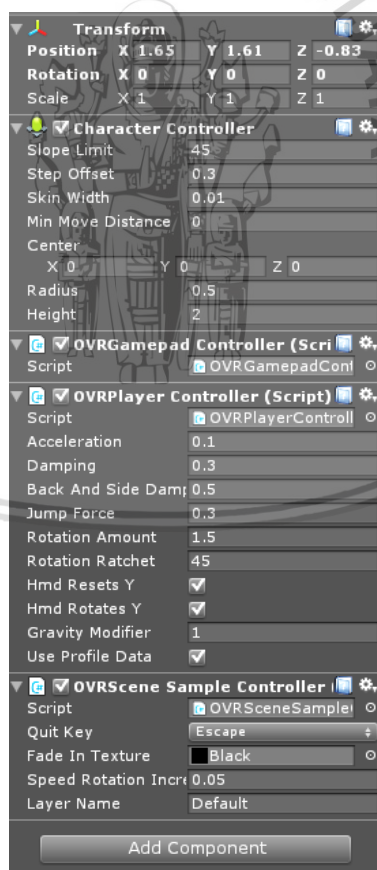 Transform
Position X 1.65 Y 1.61 Z -0.83
Rotation X 0 Y 0 Z 0
Scale X 1 Y 1 Z 1
Character Controller
Slope Limit 45
Step Offset 0.3
Skin Width 0.01
Min Move Distance 0
Center
X 0 Y 0 Z 0
Radius 0.5
Height 2
OVRGamepad Controller (Scri
Script OVRGamepadCont
OVRPlayer Controller (Script)
Script OVRPlayerControll
Acceleration 0.1
Damping 0.3
Back And Side Damp 0.5
Jump Force 0.3
Rotation Amount 1.5
Rotation Ratchet 45
Hmd Resets Y
Hmd Rotates Y
Gravity Modifier 1
Use Profile Data
OVRScene Sample Controller (
Script OVRSceneSample
Quit Key Escape
Fade In Texture Black
Speed Rotation Incre 0.05
Layer Name Default
Add Component